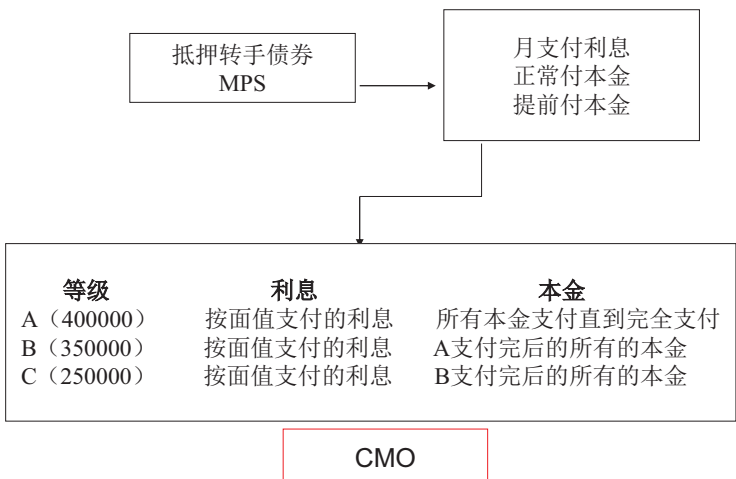 抵押转手债券
MPS
月支付利息
正常付本金
提前付本金
等级 利息 本金
A（400000） 按面值支付的利息 所有本金支付直到完全支付
B（350000） 按面值支付的利息 A支付完后的所有的本金
C（250000） 按面值支付的利息 B支付完后的所有的本金
CMO